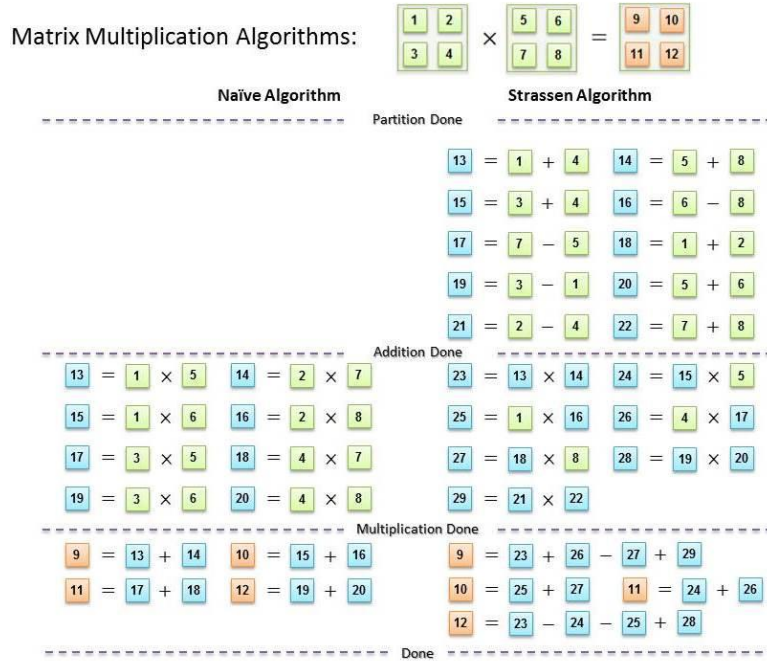 Matrix Multiplication Algorithms:
1 2 5 6 9 10
× =
3 4 7 8 11 12
Naïve Algorithm Strassen Algorithm
Partition Done
13 = 1 + 4 14 = 5 + 8
15 = 3 + 4 16 = 6 − 8
17 = 7 − 5 18 = 1 + 2
19 = 3 − 1 20 = 5 + 6
21 = 2 − 4 22 = 7 + 8
Addition Done
13 = 1 × 5 14 = 2 × 7 23 = 13 × 14 24 = 15 × 5
15 = 1 × 6 16 = 2 × 8 25 = 1 × 16 26 = 4 × 17
17 = 3 × 5 18 = 4 × 7 27 = 18 × 8 28 = 19 × 20
19 = 3 × 6 20 = 4 × 8 29 = 21 × 22
Multiplication Done
9 = 13 + 14 10 = 15 + 16 9 = 23 + 26 − 27 + 29
11 = 17 + 18 12 = 19 + 20 10 = 25 + 27 11 = 24 + 26
12 = 23 − 24 − 25 + 28
Done